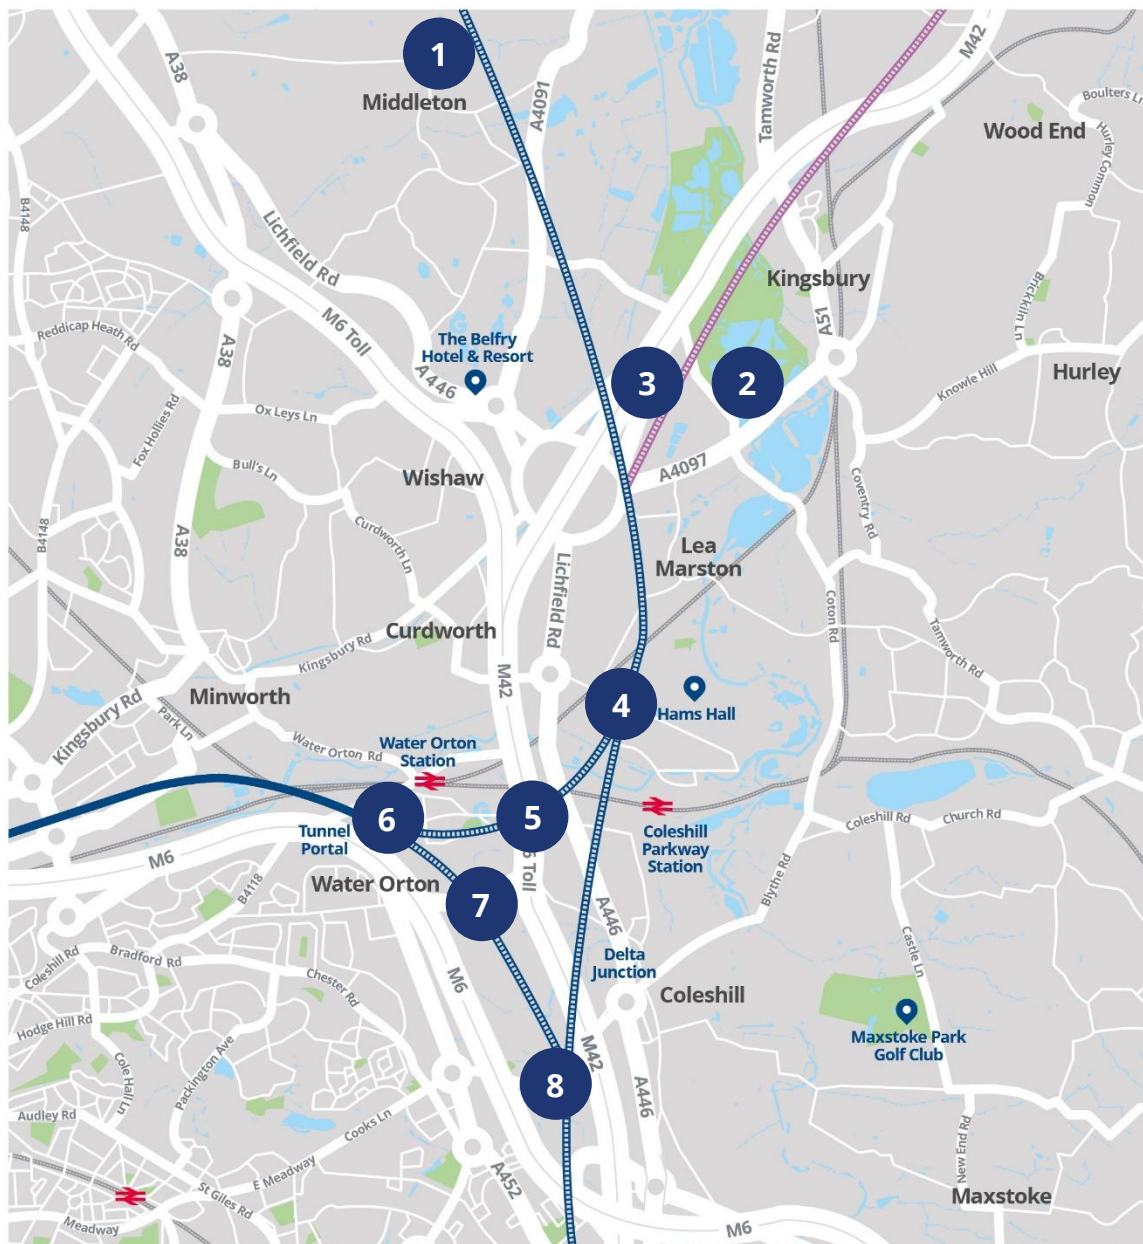 1
Middleton
A38
A4091
Tamworth Rd
M42
Boulters Ln
Wood End
Hurley Common
B4148
Lichfield Rd
Kingsbury
Brickkiln Ln
A51
M6 Toll
Reddicap Heath Rd
A38
The Belfry
Hotel & Resort
A446
3
2
Hurley
Knowle Hill
Fox Hollies Rd
Ox Leys Ln
Bull's Ln
Wishaw
A4097
Coventry Rd
B4148
A38
Curdworth Ln
Lea
Marston
Lichfield Rd
Coton Rd
Tamworth Rd
Curdworth
Kingsbury Rd
M42
Minworth
Kingsbury Rd
Park Ln
4
Hams Hall
Water Orton Rd
Water Orton
Station
6
5
Tunnel
Portal
Coleshill
Parkway
Station
Coleshill Rd
Church Rd
M6
Water Orton
6 Toll
B4118
7
Blythe Rd
A446
Castle Ln
Coleshill Rd
Bradford Rd
Chester Rd
M6
Delta
Junction
Coleshill
Hodge Hill Rd
Maxstoke Park
Golf Club
Cole Hall Ln
Packington Ave
M42
8
A446
Audley Rd
Cooks Ln
New End Rd
E Meadway
A452
St Giles Rd
Meadway
Maxstoke
M6